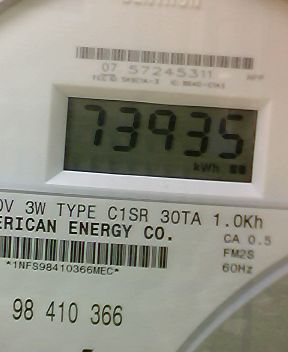 07 57245311
73935
kWh
0V 3W TYPE C1SR 30TA 1.0Kh
ERICAN ENERGY CO.
CA 0.5
FM2S
60Hz
*1NFS98410366MEC*
98 410 366